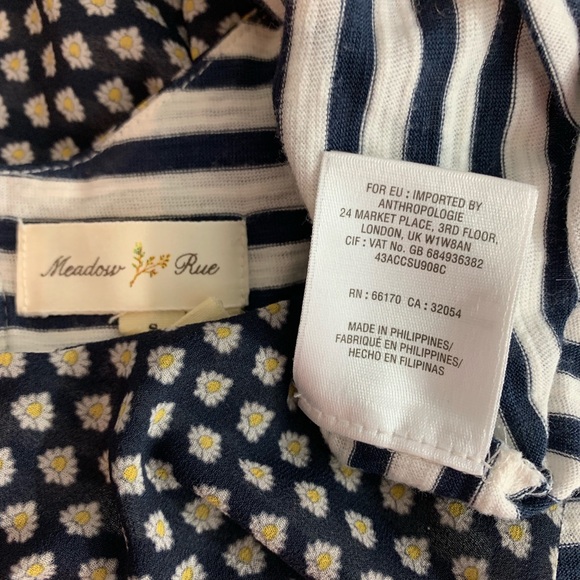 Meadow Rue
FOR EU : IMPORTED BY
ANTHROPOLOGIE
24 MARKET PLACE, 3RD FLOOR,
LONDON, UK W1W8AN
CIF : VAT No. GB 684936382
43ACCSU908C
RN : 66170 CA : 32054
MADE IN PHILIPPINES/
FABRIQUÉ EN PHILIPPINES/
HECHO EN FILIPINAS